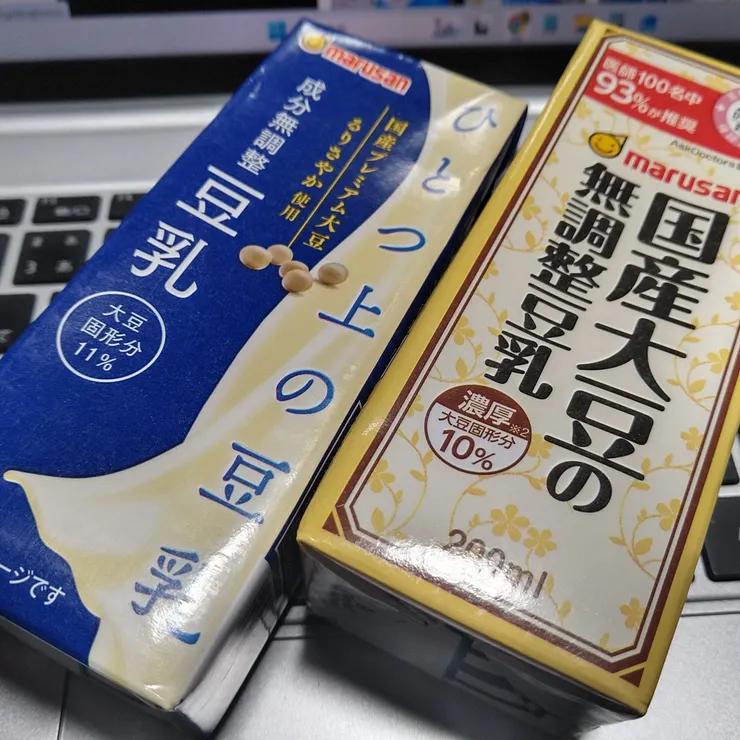 marusan
成分無調整
豆乳
国産プレミアム大豆
るりさやか使用
ひとつ上の豆乳
大豆
固形分
11%
ージです
医師100名中
93%が推奨
AskDoctors
marusan
国産大豆の
無調整豆乳
濃厚※2
大豆固形分
10%
200ml